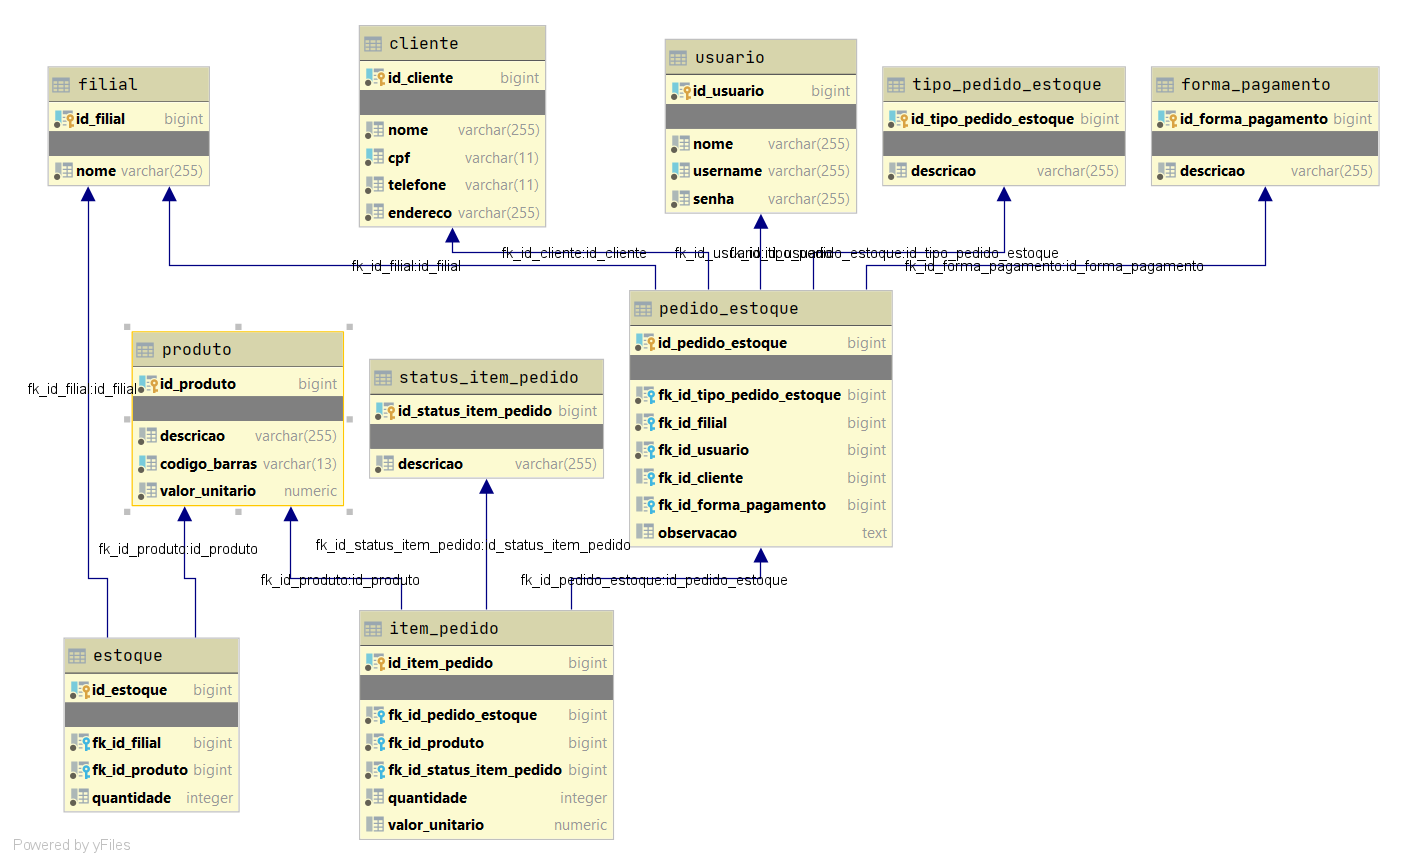 cliente
id_cliente bigint
nome varchar(255)
cpf varchar(11)
telefone varchar(11)
endereco varchar(255)
usuario
id_usuario bigint
nome varchar(255)
username varchar(255)
senha varchar(255)
filial
id_filial bigint
nome varchar(255)
tipo_pedido_estoque
id_tipo_pedido_estoque bigint
descricao varchar(255)
forma_pagamento
id_forma_pagamento bigint
descricao varchar(255)
fk_id_cliente:id_cliente
fk_id_usuario:id_usuario
fk_id_tipo_pedido_estoque:id_tipo_pedido_estoque
fk_id_filial:id_filial
fk_id_forma_pagamento:id_forma_pagamento
pedido_estoque
id_pedido_estoque bigint
fk_id_tipo_pedido_estoque bigint
fk_id_filial bigint
fk_id_usuario bigint
fk_id_cliente bigint
fk_id_forma_pagamento bigint
observacao text
produto
id_produto bigint
descricao varchar(255)
codigo_barras varchar(13)
valor_unitario numeric
status_item_pedido
id_status_item_pedido bigint
descricao varchar(255)
fk_id_filial:id_filial
fk_id_produto:id_produto
fk_id_status_item_pedido:id_status_item_pedido
fk_id_produto:id_produto
fk_id_pedido_estoque:id_pedido_estoque
item_pedido
id_item_pedido bigint
fk_id_pedido_estoque bigint
fk_id_produto bigint
fk_id_status_item_pedido bigint
quantidade integer
valor_unitario numeric
estoque
id_estoque bigint
fk_id_filial bigint
fk_id_produto bigint
quantidade integer
Powered by yFiles